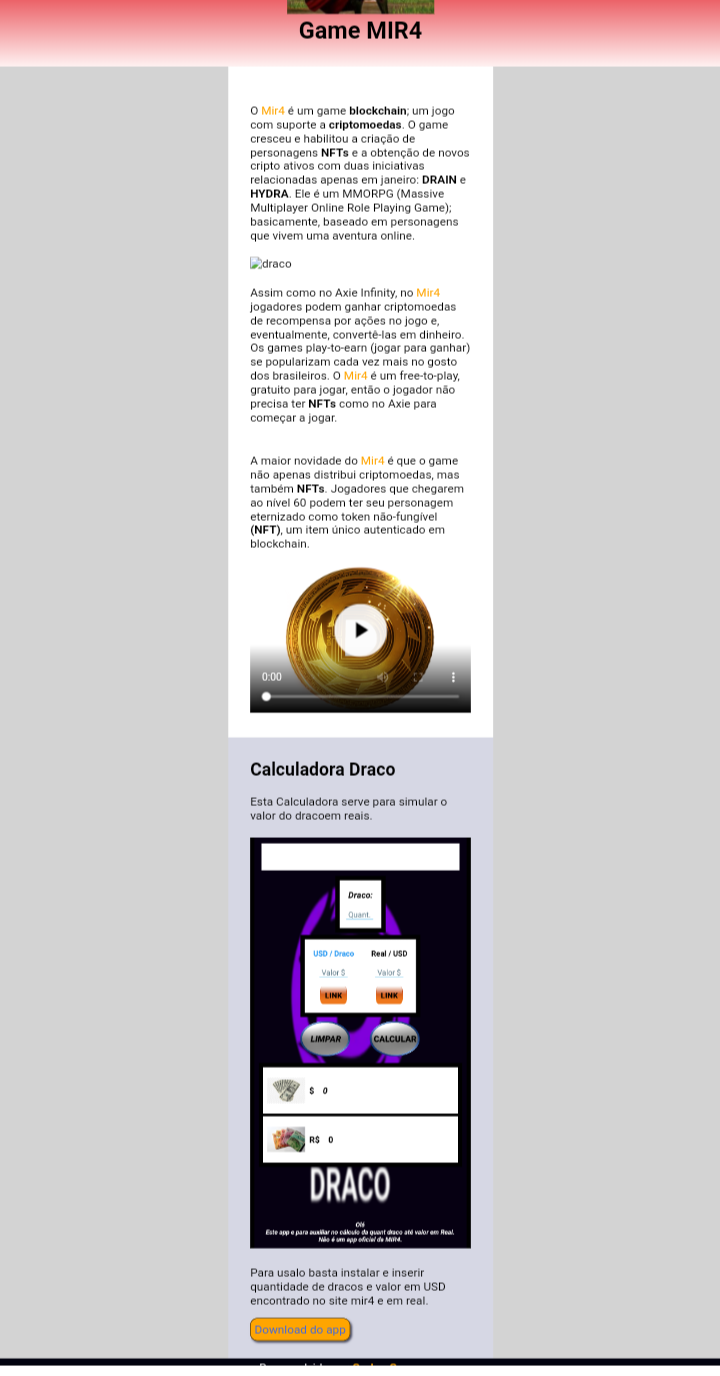 Game MIR4
O Mir4 é um game blockchain; um jogo
com suporte a criptomoedas. O game
cresceu e habilitou a criação de
personagens NFTs e a obtenção de novos
cripto ativos com duas iniciativas
relacionadas apenas em janeiro: DRAIN e
HYDRA. Ele é um MMORPG (Massive
Multiplayer Online Role Playing Game);
basicamente, baseado em personagens
que vivem uma aventura online.
draco
Assim como no Axie Infinity, no Mir4
jogadores podem ganhar criptomoedas
de recompensa por ações no jogo e,
eventualmente, convertê-las em dinheiro.
Os games play-to-earn (jogar para ganhar)
se popularizam cada vez mais no gosto
dos brasileiros. O Mir4 é um free-to-play,
gratuito para jogar, então o jogador não
precisa ter NFTs como no Axie para
começar a jogar.
A maior novidade do Mir4 é que o game
não apenas distribui criptomoedas, mas
também NFTs. Jogadores que chegarem
ao nível 60 podem ter seu personagem
eternizado como token não-fungível
(NFT), um item único autenticado em
blockchain.
0:00
Calculadora Draco
Esta Calculadora serve para simular o
valor do dracoem reais.
Draco:
Quant.
USD / Draco Real / USD
Valor $ Valor $
LINK LINK
LIMPAR CALCULAR
$ 0
R$ 0
DRACO
Olá
Este app e para auxiliar no cálculo da quant draco até valor em Real.
Não é um app oficial da MIR4.
Para usalo basta instalar e inserir
quantidade de dracos e valor em USD
encontrado no site mir4 e em real.
Download do app